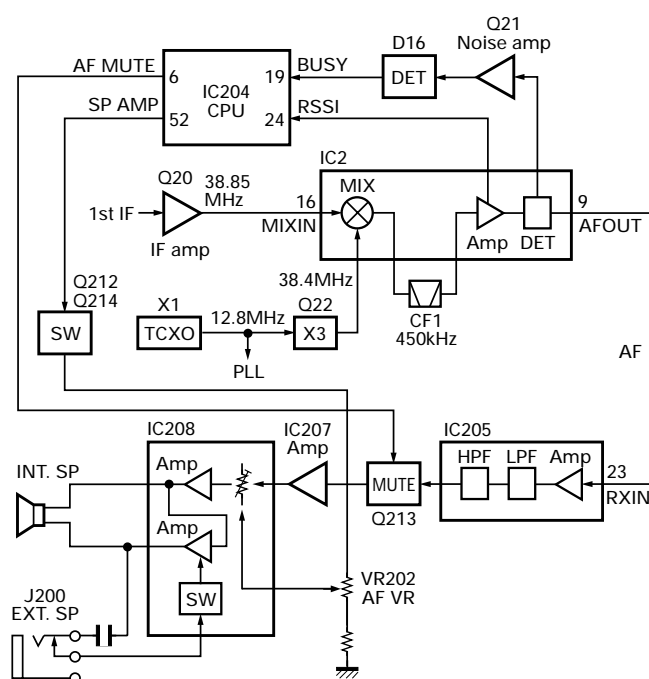 Q21
D16 Noise amp
AF MUTE 6 19 BUSY DET
IC204
CPU
SP AMP 52 24 RSSI
IC2
Q20 38.85
MHz MIX
1st IF 16 9
MIXIN AFOUT
IF amp Amp DET
38.4MHz
Q212
Q214 X1 Q22
12.8MHz CF1
SW TCXO X3 450kHz
PLL AF
IC208 IC207 IC205
Amp Amp HPF LPF Amp
INT. SP 23
MUTE RXIN
Amp Q213
J200 VR202
EXT. SP SW AF VR